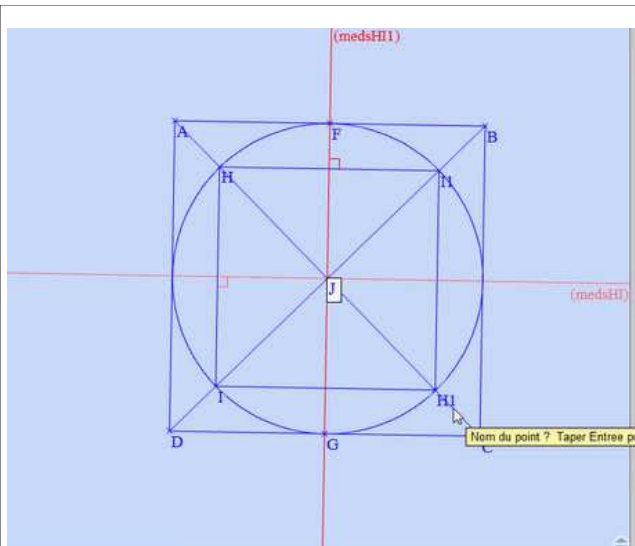 (medsHI1)
A
F
B
H
I1
J
(medsHI)
I
H1
D
G
C
Nom du point ? Taper Entree p